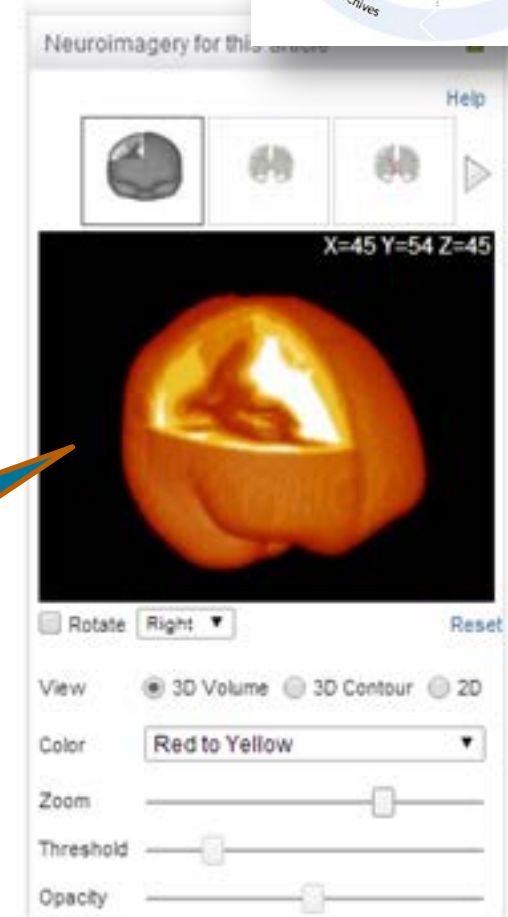 Neuroimagery for this article
Help
X=45 Y=54 Z=45
Rotate Right
Reset
View 3D Volume 3D Contour 2D
Color Red to Yellow
Zoom
Threshold
Opacity